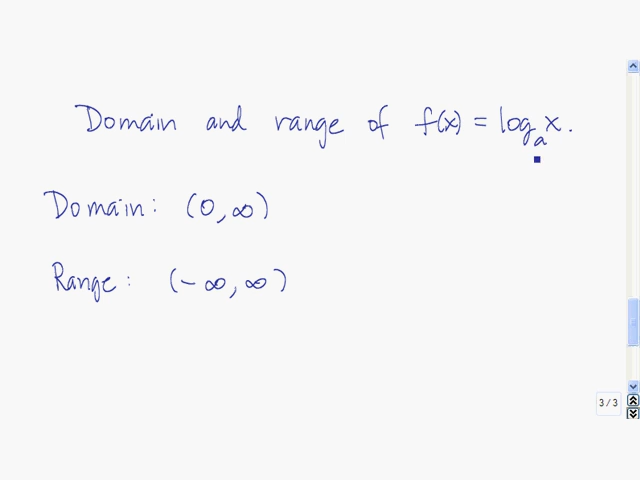 Domain and range of f(x) = logₐx.
Domain: (0, ∞)
Range: (-∞, ∞)
3 / 3